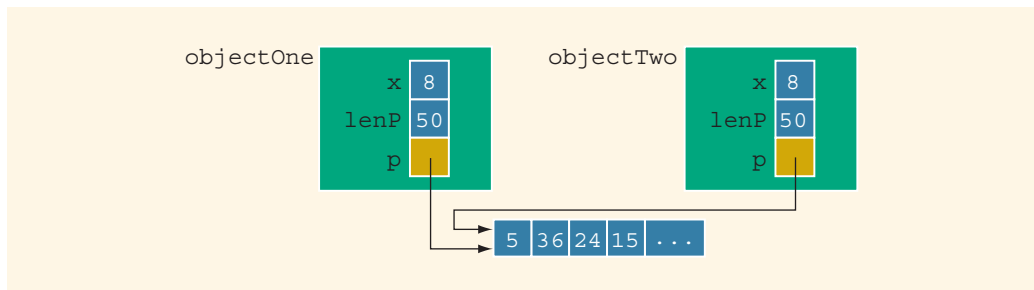 objectOne
x 8
lenP 50
p
objectTwo
x 8
lenP 50
p
5 36 24 15 ...